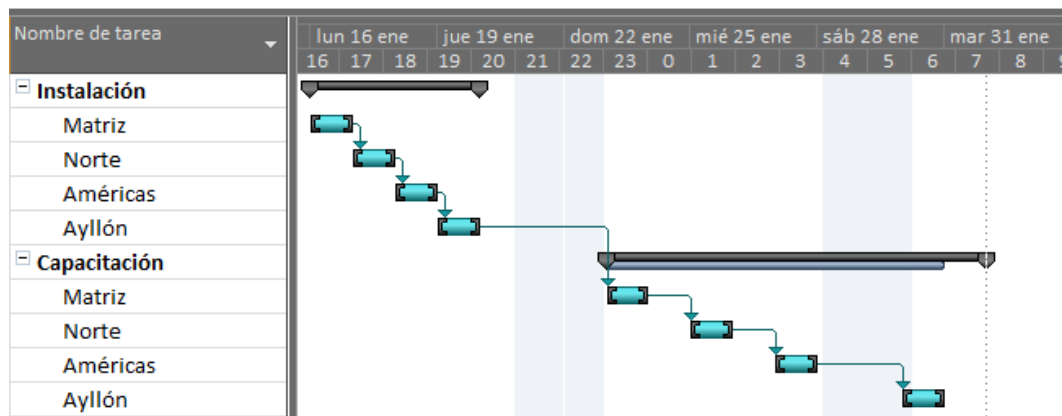 Nombre de tarea
lun 16 ene jue 19 ene dom 22 ene mié 25 ene sáb 28 ene mar 31 ene
16 17 18 19 20 21 22 23 0 1 2 3 4 5 6 7 8 9
Instalación
Matriz
Norte
Américas
Ayllón
Capacitación
Matriz
Norte
Américas
Ayllón